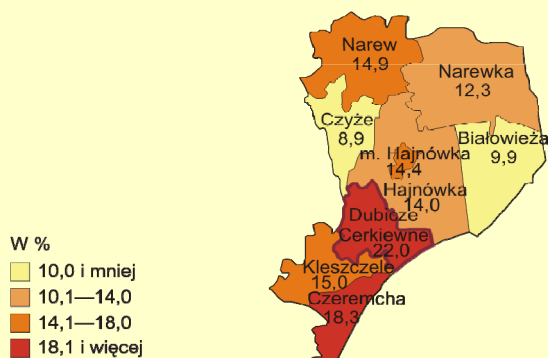 Narew
14,9
Narewka
12,3
Czyże
8,9
Białowieża
9,9
m. Hajnówka
14,4
Hajnówka
14,0
Dubicze
Cerkiewne
22,0
Kleszczele
15,0
Czeremcha
18,3
W %
10,0 i mniej
10,1—14,0
14,1—18,0
18,1 i więcej